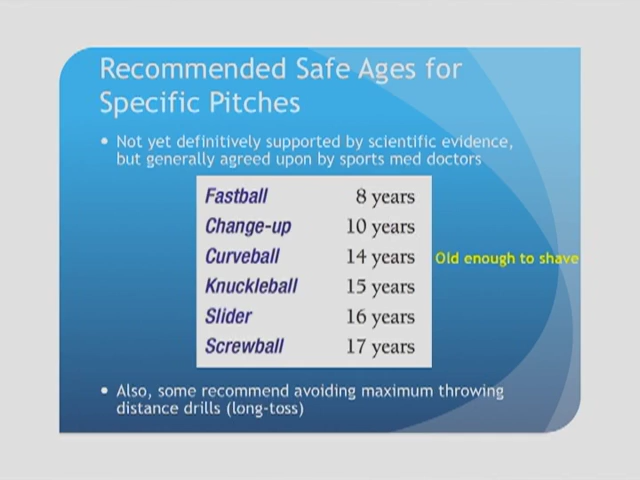 Recommended Safe Ages for
Specific Pitches
• Not yet definitively supported by scientific evidence,
but generally agreed upon by sports med doctors
Fastball 8 years
Change-up 10 years
Curveball 14 years Old enough to shave
Knuckleball 15 years
Slider 16 years
Screwball 17 years
• Also, some recommend avoiding maximum throwing
distance drills (long-toss)